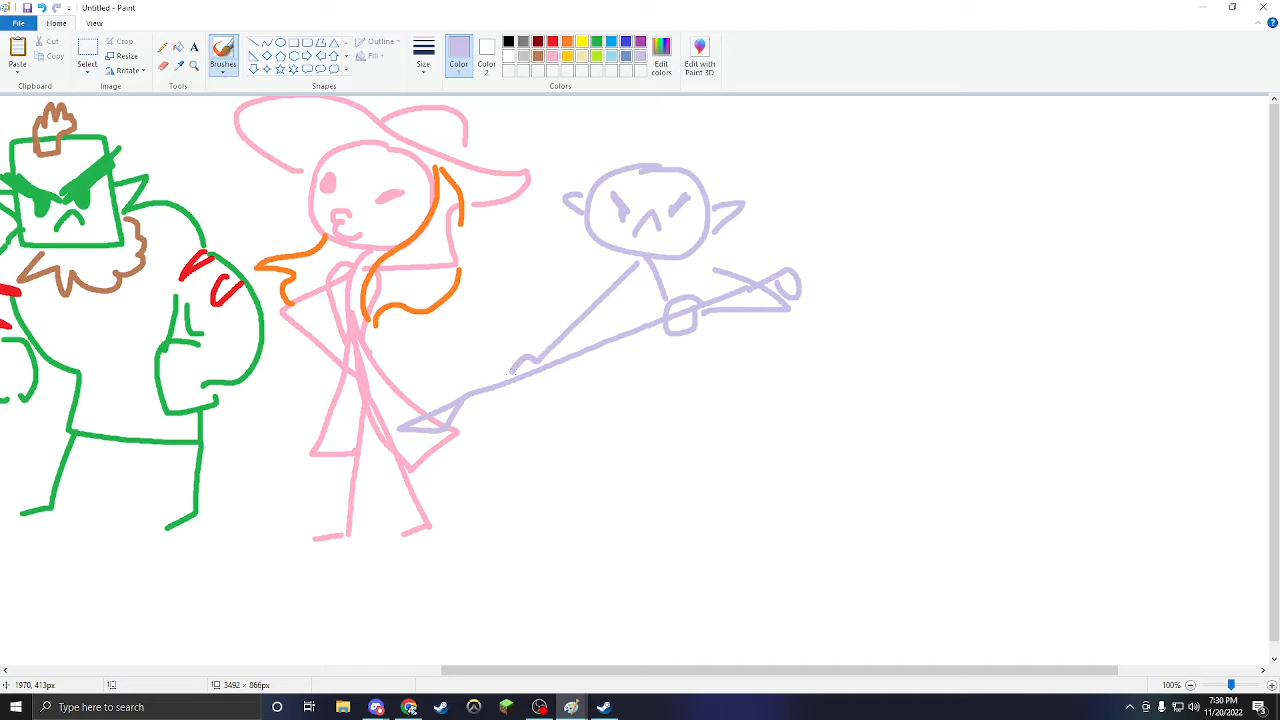 Untitled - Paint
File Home View
Paste
Cut
Copy
Clipboard
Select
Crop
Resize
Rotate
Image
A
Tools
Brushes
Shapes
Outline
Fill
Size
Color 1
Color 2
Edit colors
Colors
Edit with Paint 3D
1970, 413px
3492 × 866px
100%
Type here to search
7:30 PM
11/20/2022